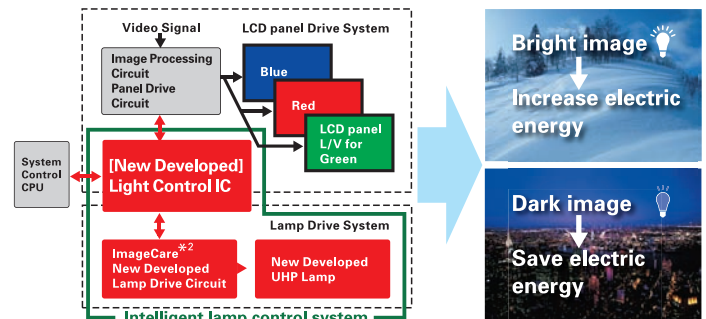 Video Signal
LCD panel Drive System
Image Processing
Circuit
Panel Drive
Circuit
Blue
Red
LCD panel
L/V for
Green
System
Control
CPU
[New Developed]
Light Control IC
Lamp Drive System
ImageCare*2
New Developed
Lamp Drive Circuit
New Developed
UHP Lamp
Intelligent lamp control system
Bright image
Increase electric
energy
Dark image
Save electric
energy